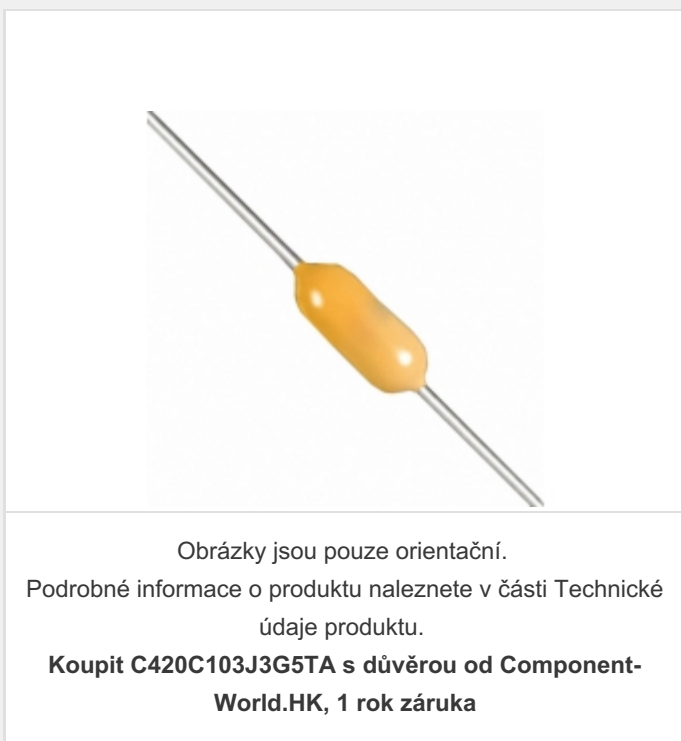 Obrázky jsou pouze orientační.
Podrobné informace o produktu naleznete v části Technické
údaje produktu.
Koupit C420C103J3G5TA s důvěrou od Component-
World.HK, 1 rok záruka